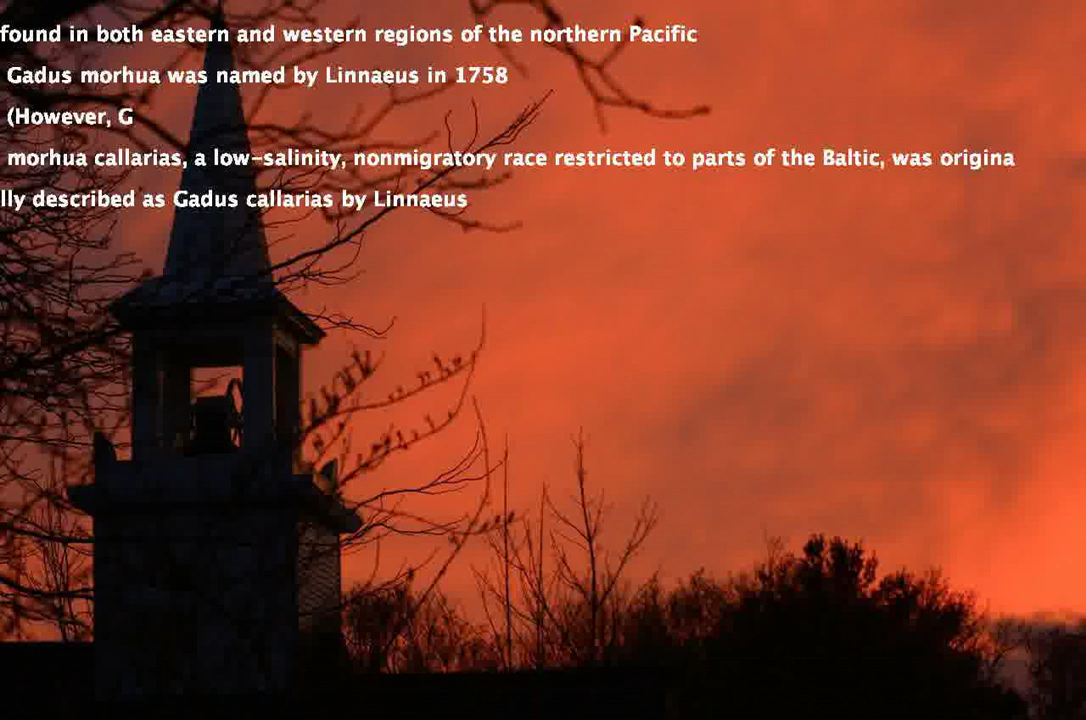 found in both eastern and western regions of the northern Pacific
Gadus morhua was named by Linnaeus in 1758
(However, G
morhua callarias, a low-salinity, nonmigratory race restricted to parts of the Baltic, was origina
lly described as Gadus callarias by Linnaeus